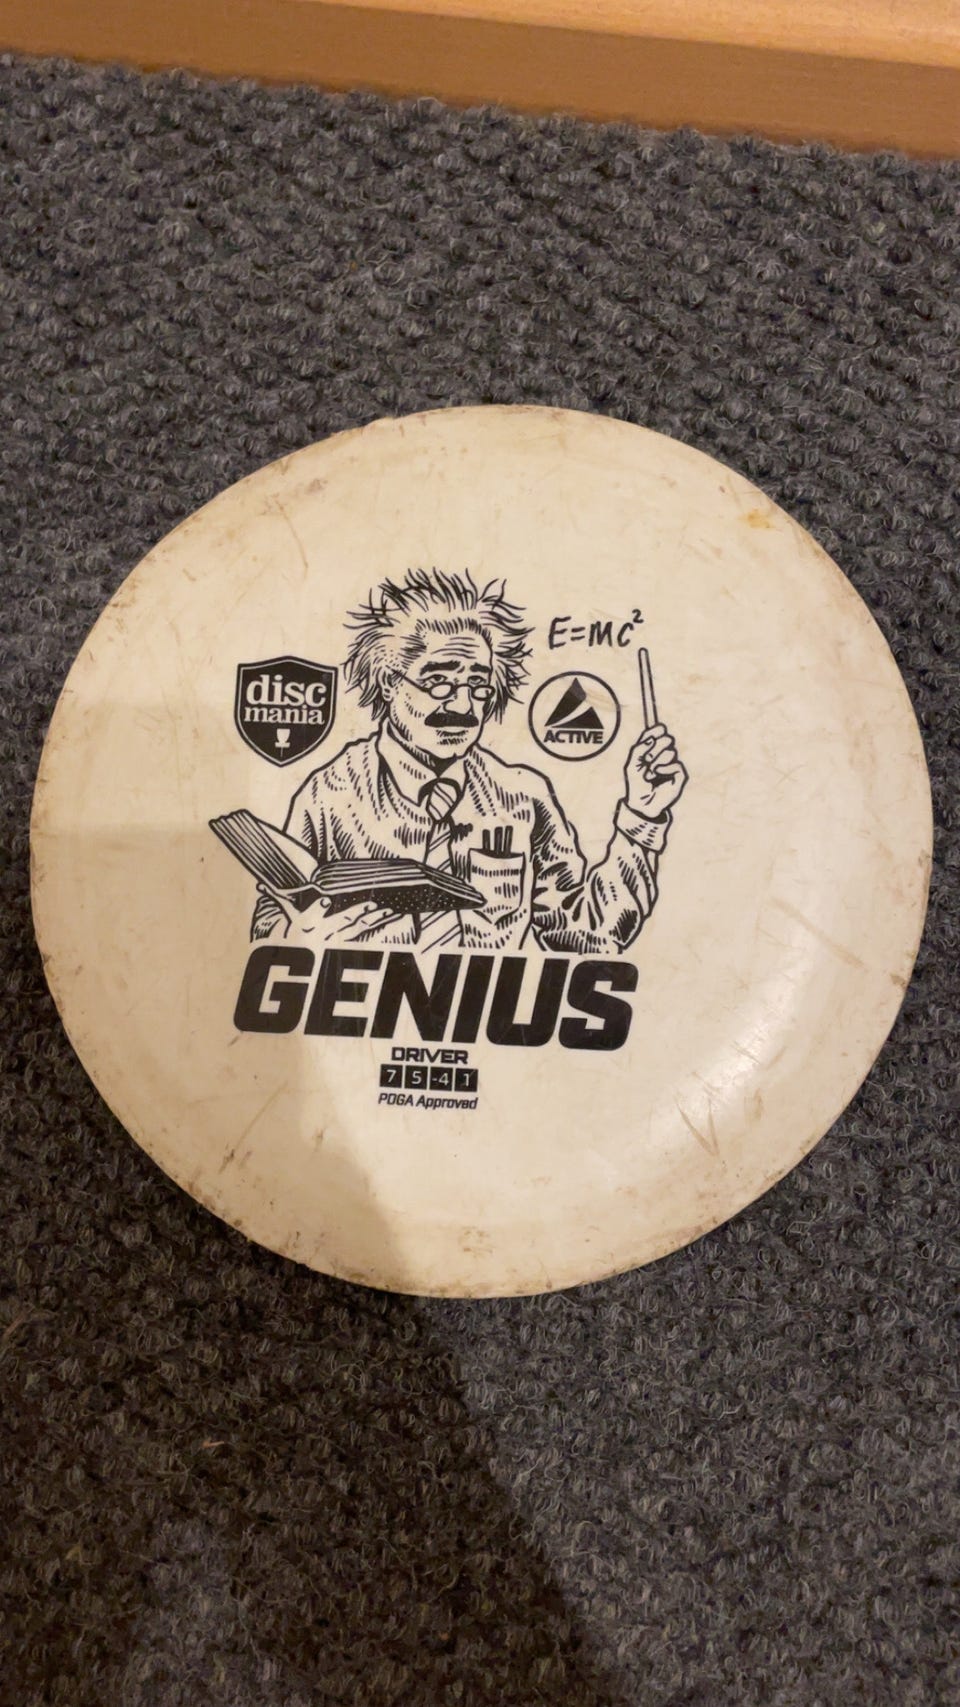 E=MC²
disc
mania
ACTIVE
GENIUS
DRIVER
7 5 -4 1
PDGA Approved